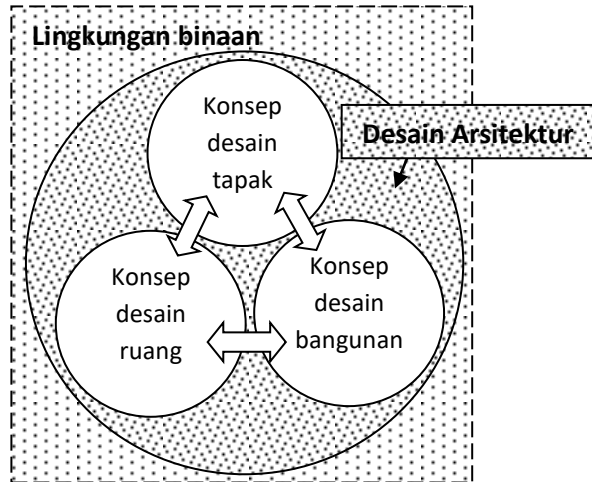 Lingkungan binaan
Konsep
desain
tapak
Desain Arsitektur
Konsep
desain
ruang
Konsep
desain
bangunan